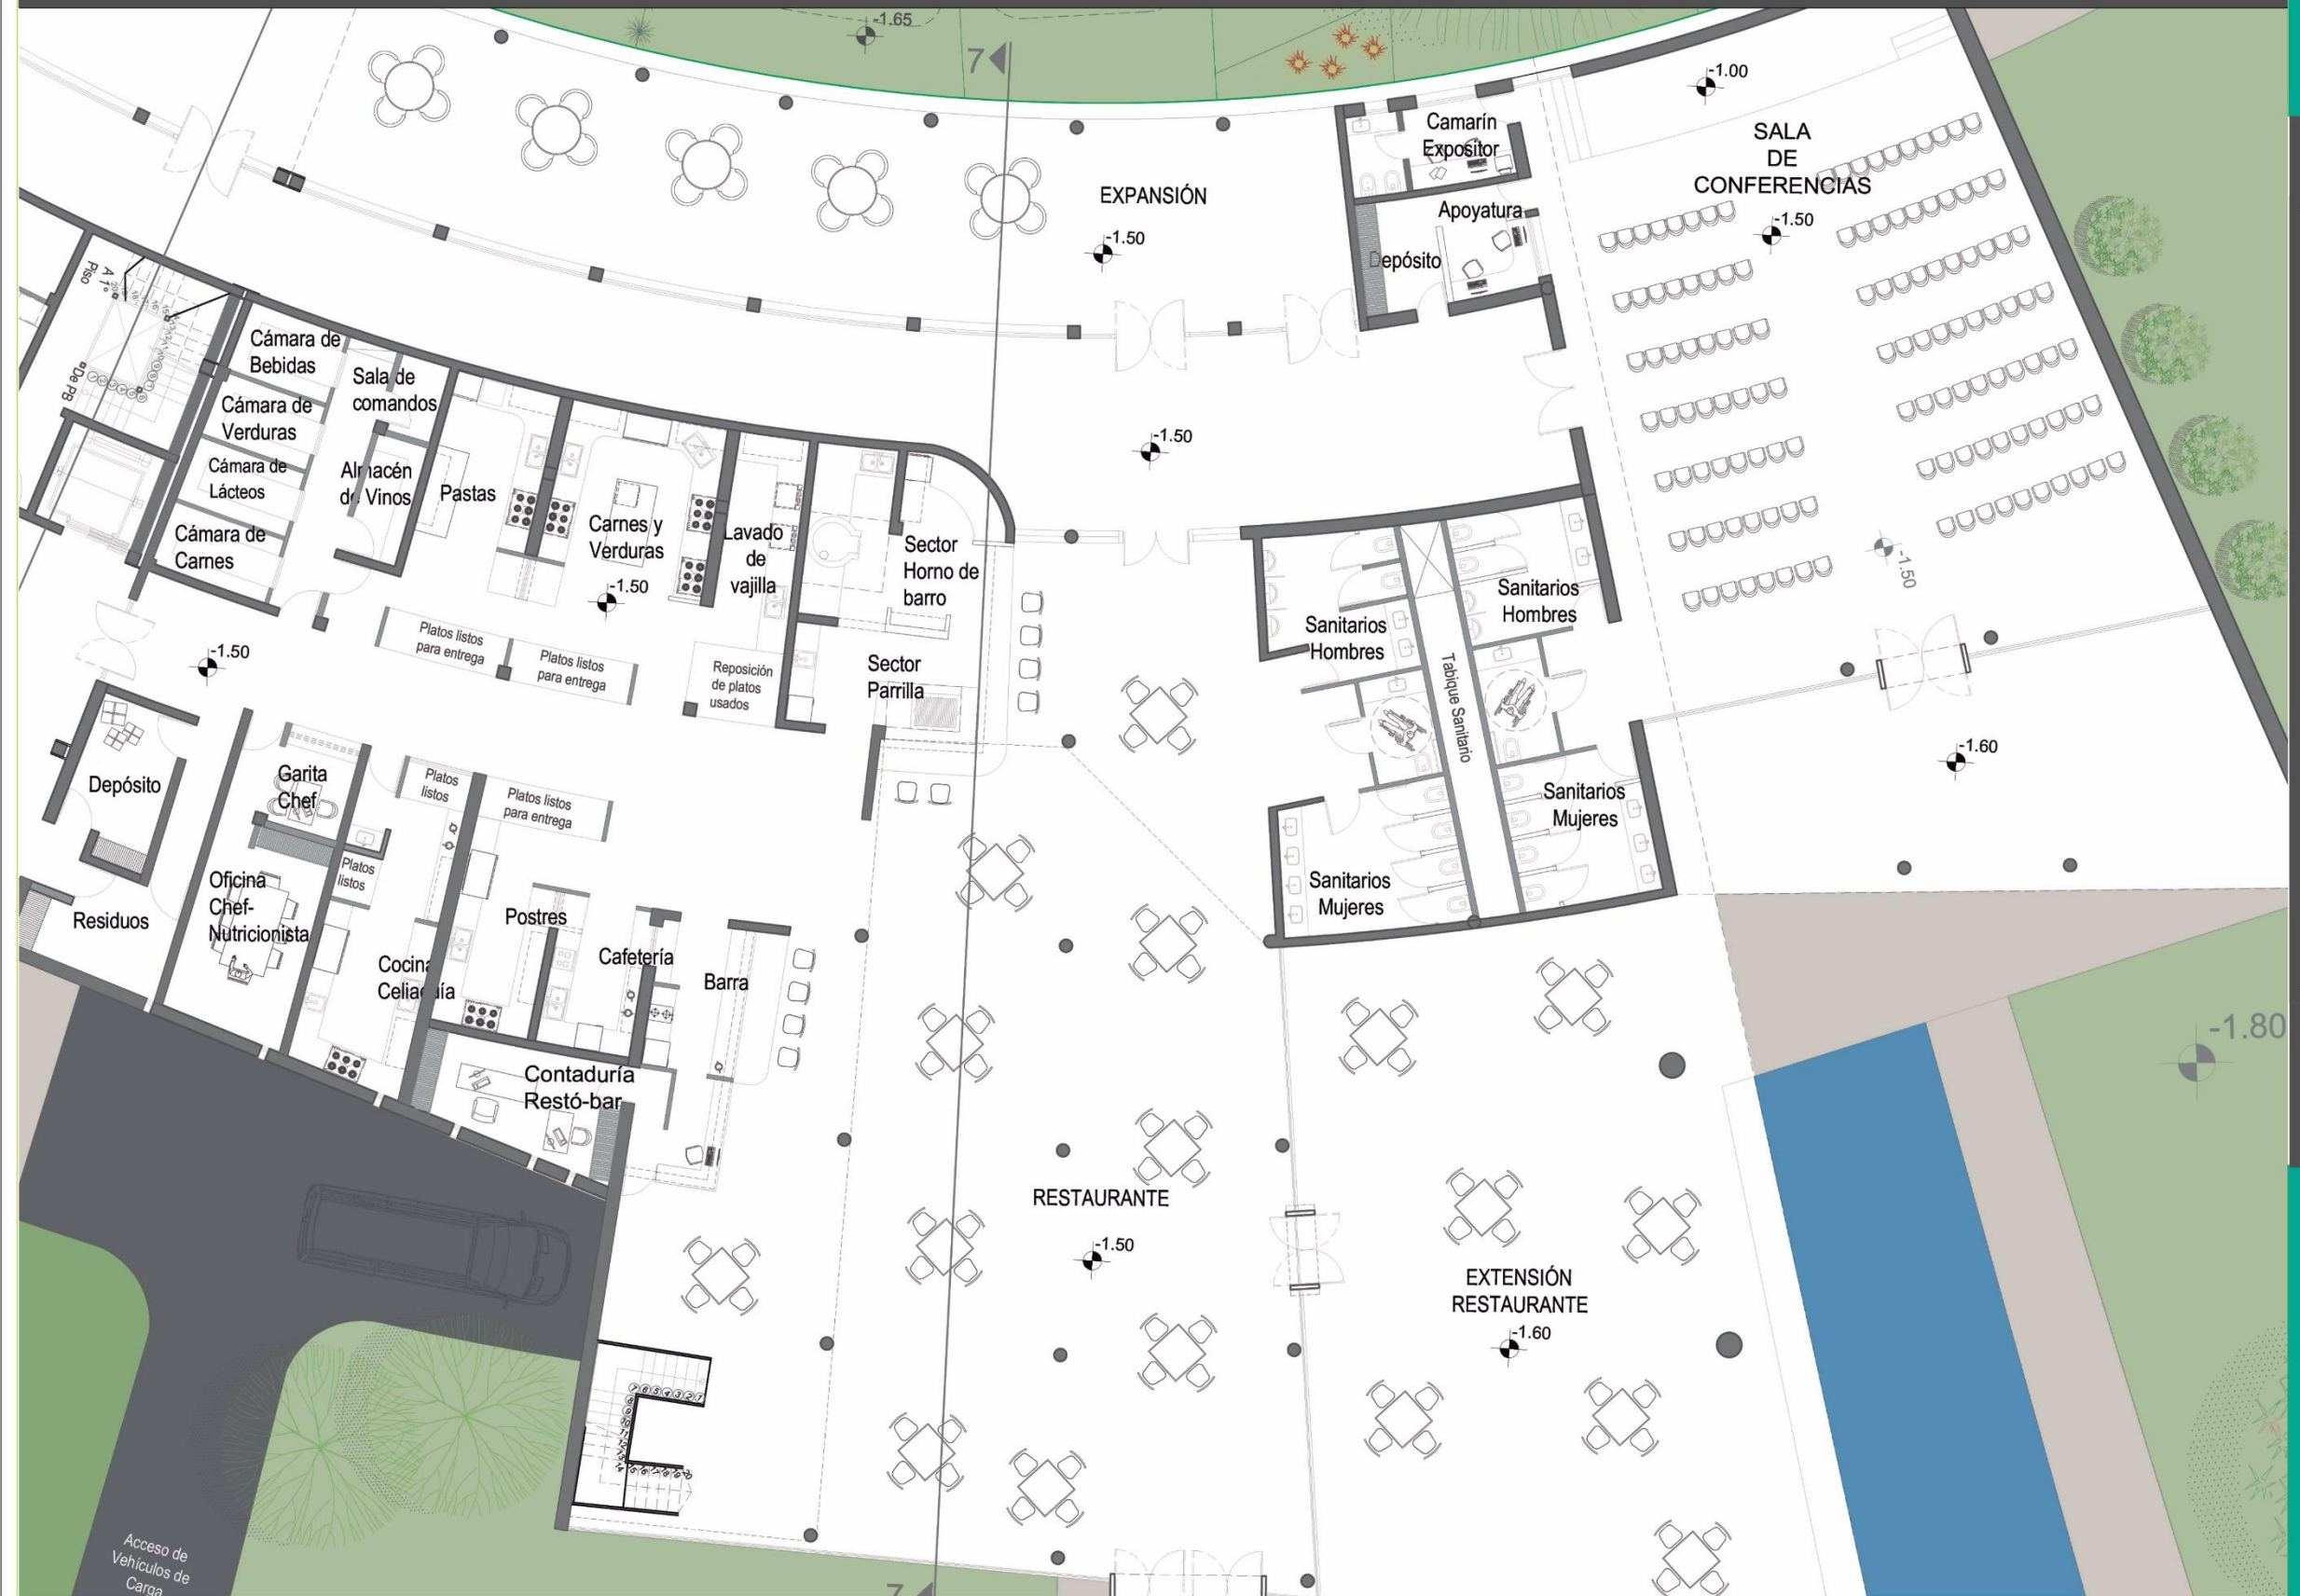 -1.65
7
-1.00
Camarín
Expositor
SALA
DE
CONFERENCIAS
-1.50
EXPANSIÓN
-1.50
Apoyatura
Depósito
A 1°
Piso
De PB
Cámara de
Bebidas
Sala de
comandos
Cámara de
Verduras
Cámara de
Lácteos
Almacén
de Vinos
Pastas
Cámara de
Carnes
Carnes y
Verduras
-1.50
Lavado
de
vajilla
Sector
Horno de
barro
-1.50
Sanitarios
Hombres
Sanitarios
Hombres
-1.50
Platos listos
para entrega
Platos listos
para entrega
Reposición
de platos
usados
Sector
Parrilla
Tabique Sanitario
-1.50
-1.60
Depósito
Garita
Chef
Platos
listos
Platos listos
para entrega
Sanitarios
Mujeres
Sanitarios
Mujeres
Platos
listos
Oficina
Chef-
Nutricionista
Residuos
Postres
Cafetería
Cocina
Celiaquía
Barra
-1.80
Contaduría
Restó-bar
RESTAURANTE
-1.50
EXTENSIÓN
RESTAURANTE
-1.60
Acceso de
Vehículos de
Carga
7